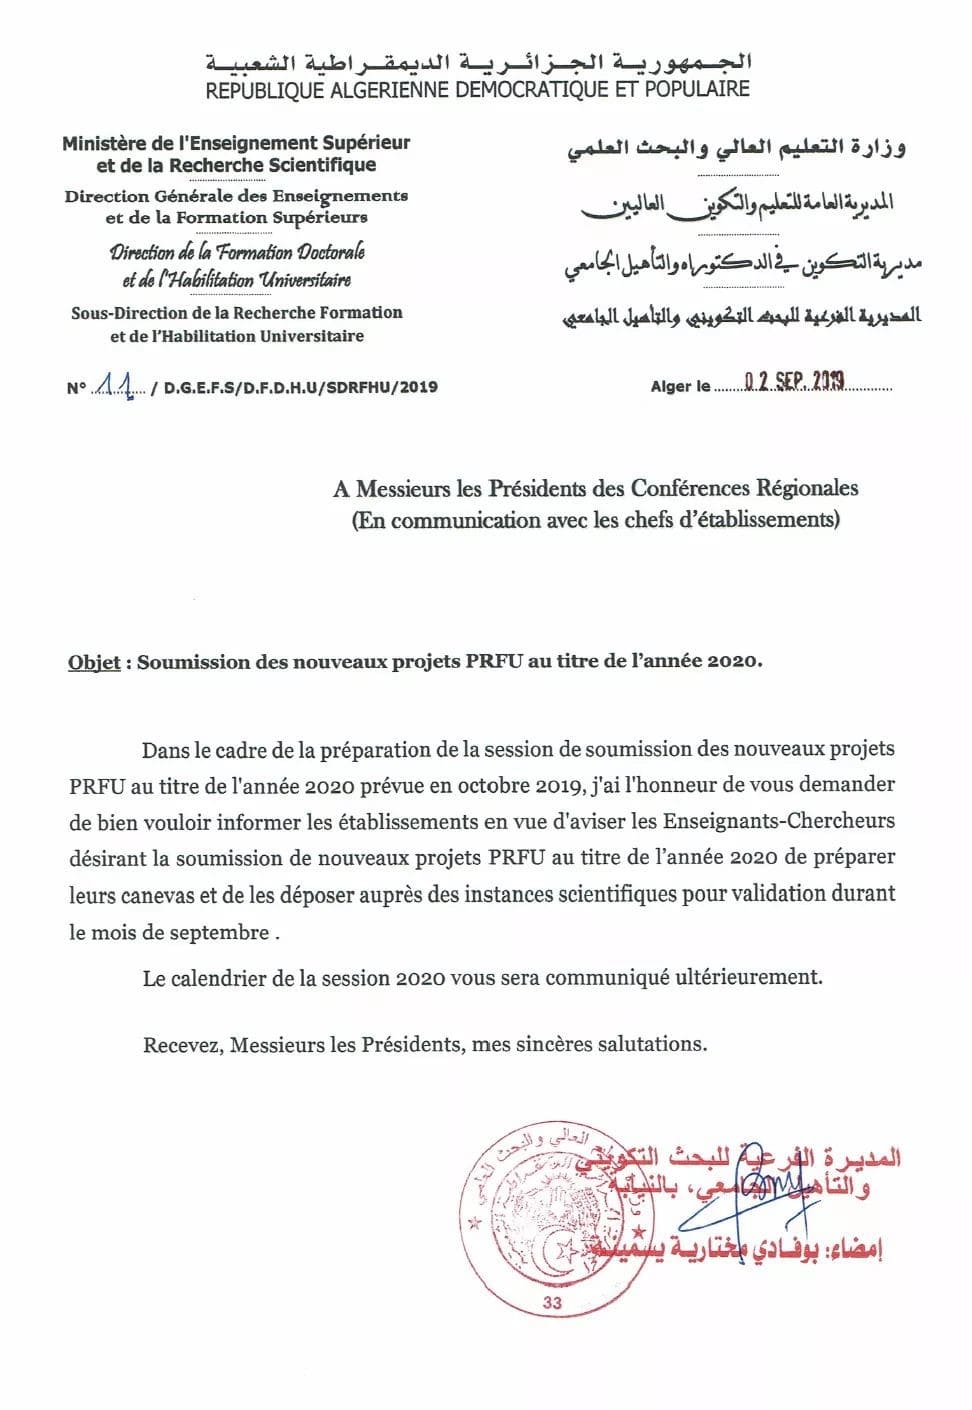 الجمهورية الجزائرية الديمقراطية الشعبية
REPUBLIQUE ALGERIENNE DEMOCRATIQUE ET POPULAIRE
Ministère de l'Enseignement Supérieur
et de la Recherche Scientifique
Direction Générale des Enseignements
et de la Formation Supérieurs
Direction de la Formation Doctorale
et de l'Habilitation Universitaire
Sous-Direction de la Recherche Formation
et de l'Habilitation Universitaire
وزارة التعليم العالي والبحث العلمي
المديرية العامة للتعليم والتكوين العاليين
مديرية التكوين في الدكتوراه والتأهيل الجامعي
المديرية الفرعية للبحث التكويني والتأهيل الجامعي
N° 11 / D.G.E.F.S/D.F.D.H.U/SDRFHU/2019
Alger le 02 SEP. 2019
A Messieurs les Présidents des Conférences Régionales
(En communication avec les chefs d'établissements)
Objet : Soumission des nouveaux projets PRFU au titre de l'année 2020.
Dans le cadre de la préparation de la session de soumission des nouveaux projets
PRFU au titre de l'année 2020 prévue en octobre 2019, j'ai l'honneur de vous demander
de bien vouloir informer les établissements en vue d'aviser les Enseignants-Chercheurs
désirant la soumission de nouveaux projets PRFU au titre de l'année 2020 de préparer
leurs canevas et de les déposer auprès des instances scientifiques pour validation durant
le mois de septembre .
Le calendrier de la session 2020 vous sera communiqué ultérieurement.
Recevez, Messieurs les Présidents, mes sincères salutations.
المديرة الفرعية للبحث التكويني
والتأهيل الجامعي، بالنيابة
إمضاء: بوفادي مختارية يسمينة
33